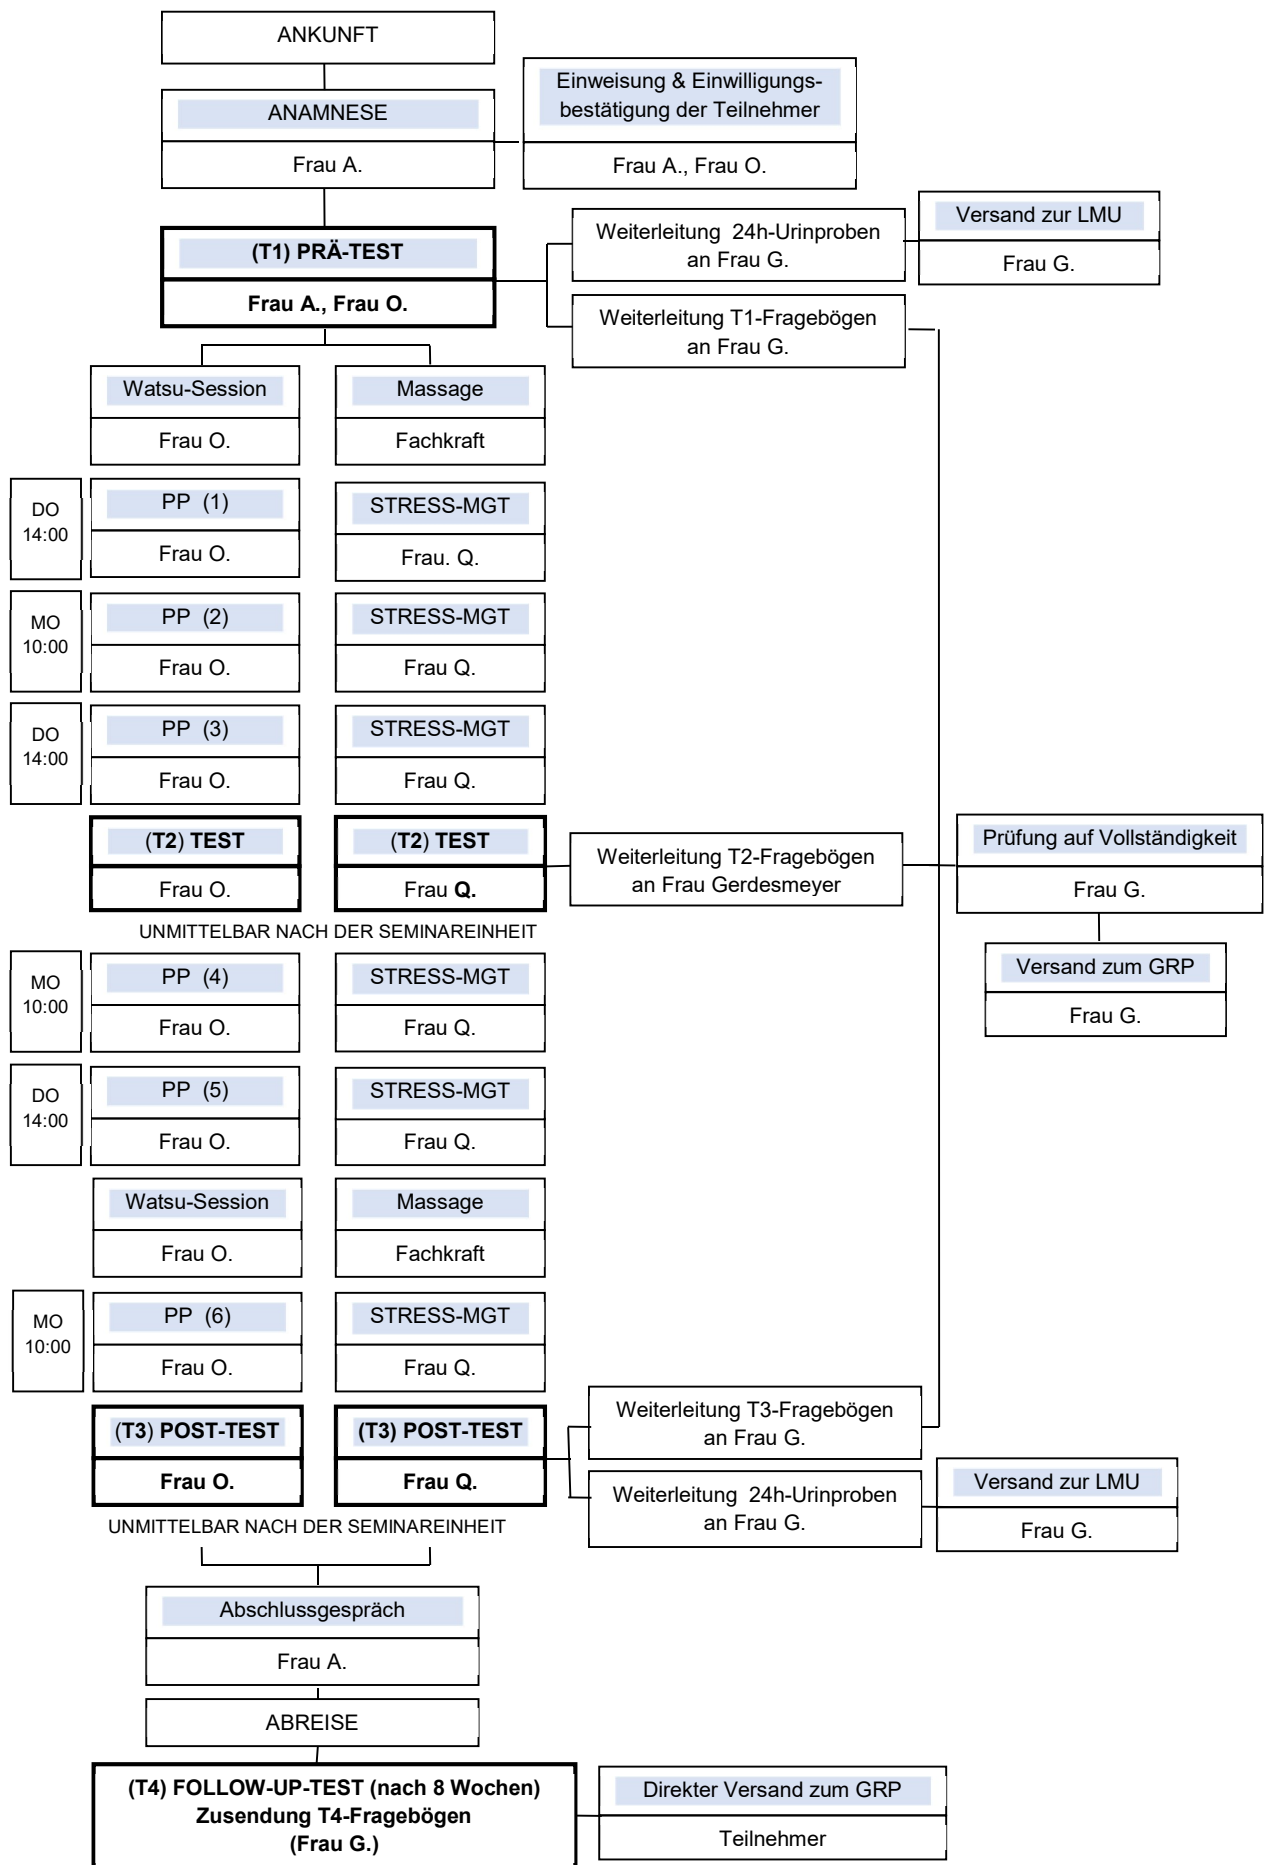 ANKUNFT
ANAMNESE
Frau A.
Einweisung & Einwilligungs-
bestätigung der Teilnehmer
Frau A., Frau O.
(T1) PRÄ-TEST
Frau A., Frau O.
Weiterleitung 24h-Urinproben
an Frau G.
Versand zur LMU
Frau G.
Weiterleitung T1-Fragebögen
an Frau G.
Watsu-Session
Frau O.
Massage
Fachkraft
DO
14:00
PP (1)
Frau O.
STRESS-MGT
Frau. Q.
MO
10:00
PP (2)
Frau O.
STRESS-MGT
Frau Q.
DO
14:00
PP (3)
Frau O.
STRESS-MGT
Frau Q.
(T2) TEST
Frau O.
(T2) TEST
Frau Q.
Weiterleitung T2-Fragebögen
an Frau Gerdesmeyer
Prüfung auf Vollständigkeit
Frau G.
UNMITTELBAR NACH DER SEMINAREINHEIT
Versand zum GRP
Frau G.
MO
10:00
PP (4)
Frau O.
STRESS-MGT
Frau Q.
DO
14:00
PP (5)
Frau O.
STRESS-MGT
Frau Q.
Watsu-Session
Frau O.
Massage
Fachkraft
MO
10:00
PP (6)
Frau O.
STRESS-MGT
Frau Q.
(T3) POST-TEST
Frau O.
(T3) POST-TEST
Frau Q.
Weiterleitung T3-Fragebögen
an Frau G.
Weiterleitung 24h-Urinproben
an Frau G.
Versand zur LMU
Frau G.
UNMITTELBAR NACH DER SEMINAREINHEIT
Abschlussgespräch
Frau A.
ABREISE
(T4) FOLLOW-UP-TEST (nach 8 Wochen)
Zusendung T4-Fragebögen
(Frau G.)
Direkter Versand zum GRP
Teilnehmer